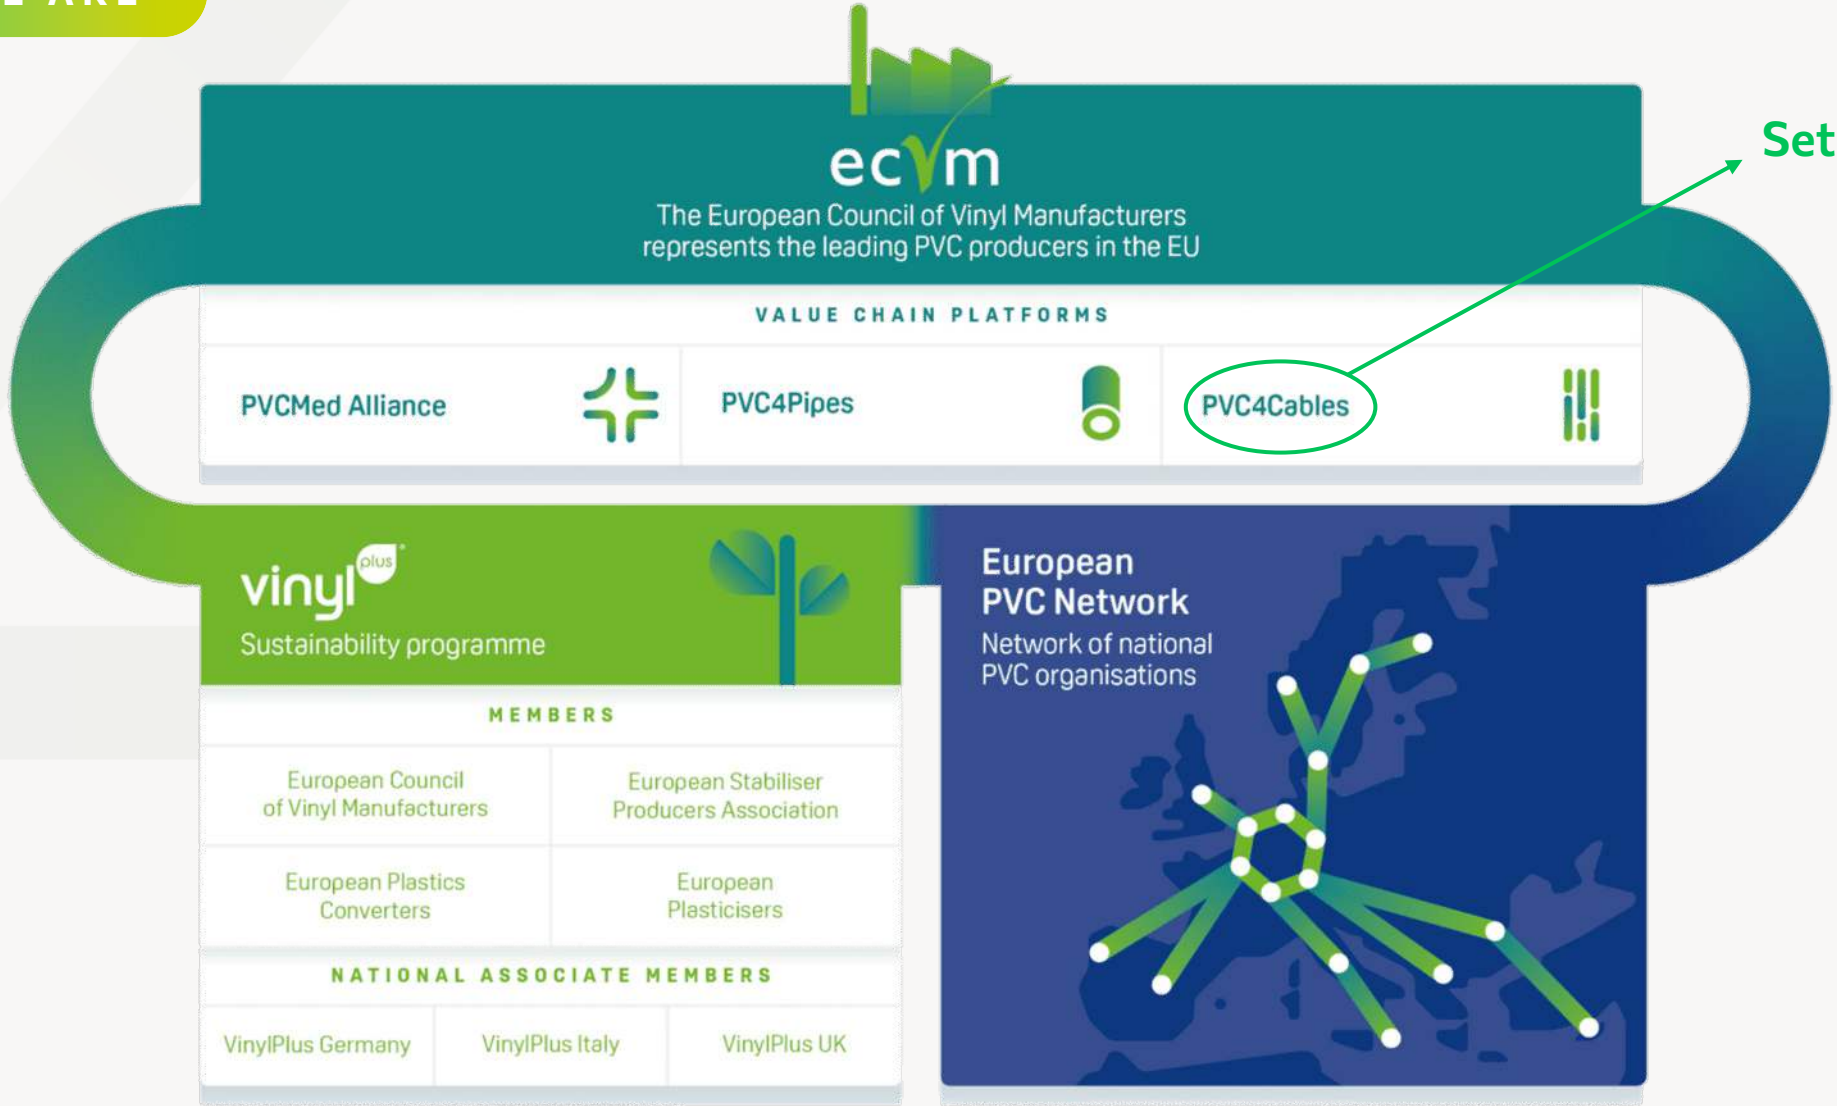 E ARE
ecvm
The European Council of Vinyl Manufacturers
represents the leading PVC producers in the EU
Set
VALUE CHAIN PLATFORMS
PVCMed Alliance
PVC4Pipes
PVC4Cables
vinyl plus®
Sustainability programme
MEMBERS
European Council
of Vinyl Manufacturers
European Stabiliser
Producers Association
European Plastics
Converters
European
Plasticisers
NATIONAL ASSOCIATE MEMBERS
VinylPlus Germany
VinylPlus Italy
VinylPlus UK
European
PVC Network
Network of national
PVC organisations